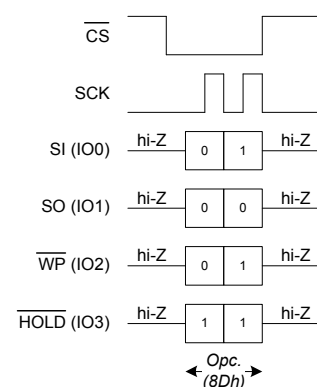 CS
SCK
hi-Z 0 1 hi-Z
SI (IO0)
hi-Z 0 0 hi-Z
SO (IO1)
hi-Z 0 1 hi-Z
WP (IO2)
hi-Z 1 1 hi-Z
HOLD (IO3)
Opc.
(8Dh)